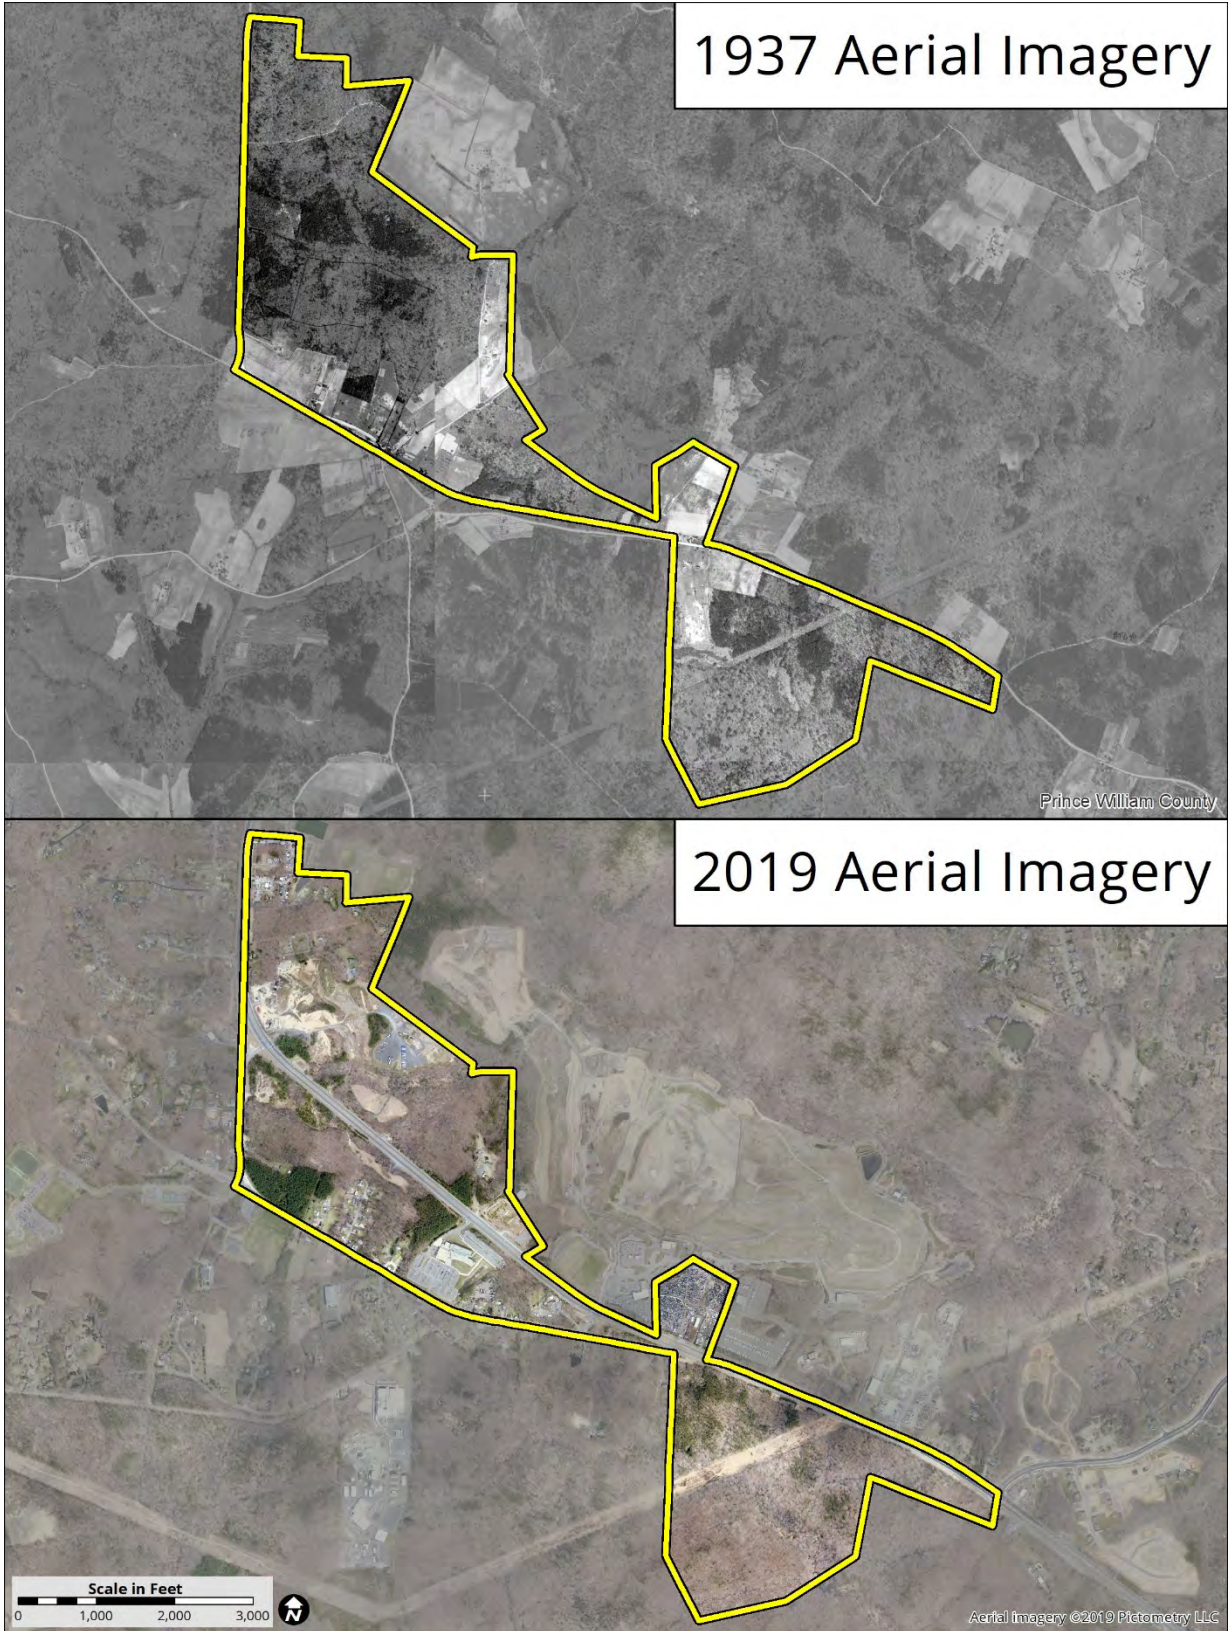 1937 Aerial Imagery
Prince William County
2019 Aerial Imagery
Scale in Feet
0 1,000 2,000 3,000
N
Aerial imagery ©2019 Pictometry LLC